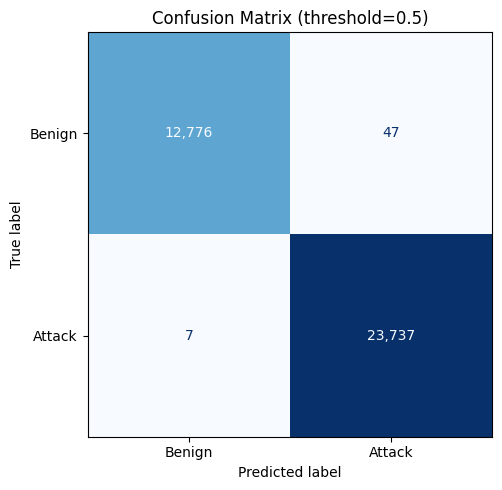 Confusion Matrix (threshold=0.5)
True label
Benign
12,776
47
Attack
7
23,737
Benign
Attack
Predicted label